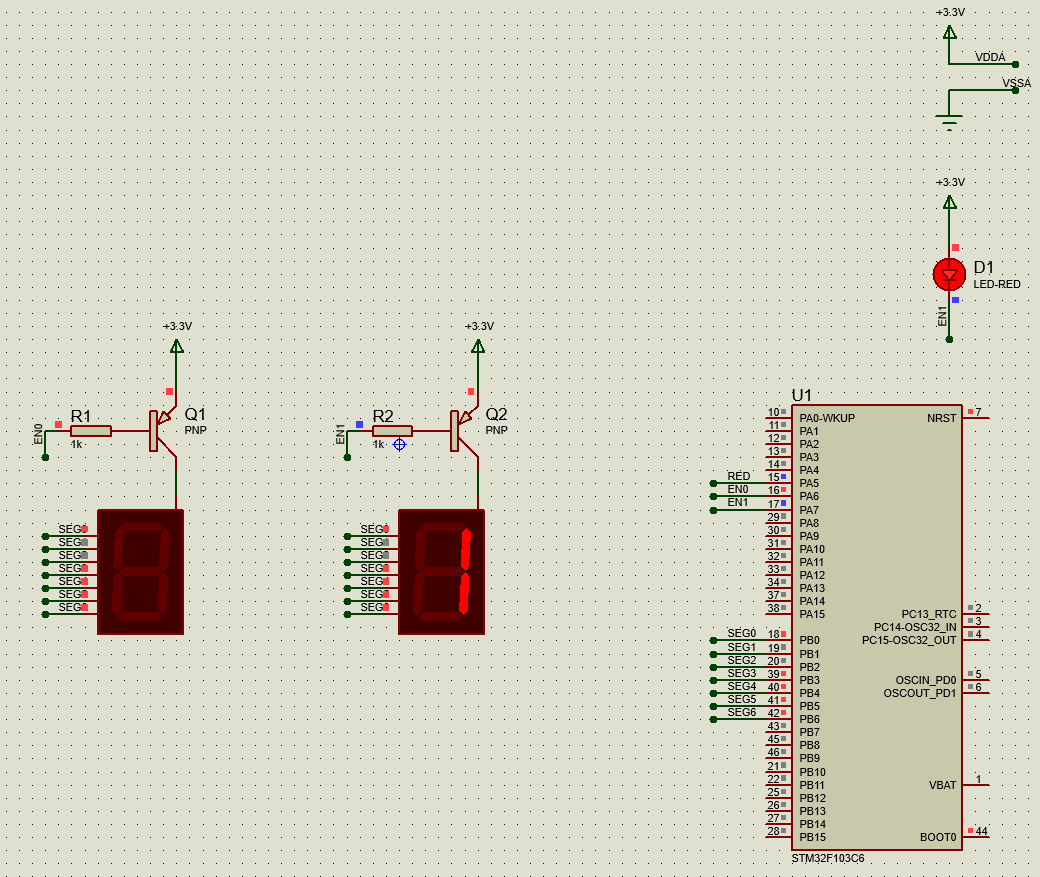 +3.3V
VDDA
VSSA
+3.3V
D1
LED-RED
EN1
+3.3V
R1
1k
EN0
Q1
PNP
SEG
SEG
SEG
SEG
SEG
SEG
SEG
+3.3V
R2
1k
EN1
Q2
PNP
SEG
SEG
SEG
SEG
SEG
SEG
SEG
U1
10 PA0-WKUP NRST 7
11 PA1
12 PA2
13 PA3
14 PA4
RED 15 PA5
EN0 16 PA6
EN1 17 PA7
29 PA8
30 PA9
31 PA10
32 PA11
33 PA12
34 PA13
37 PA14
38 PA15 PC13_RTC 2
PC14-OSC32_IN 3
SEG0 18 PB0 PC15-OSC32_OUT 4
SEG1 19 PB1
SEG2 20 PB2
SEG3 39 PB3 OSCIN_PD0 5
SEG4 40 PB4 OSCOUT_PD1 6
SEG5 41 PB5
SEG6 42 PB6
43 PB7
45 PB8
46 PB9
21 PB10
22 PB11 VBAT 1
25 PB12
26 PB13
27 PB14
28 PB15 BOOT0 44
STM32F103C6